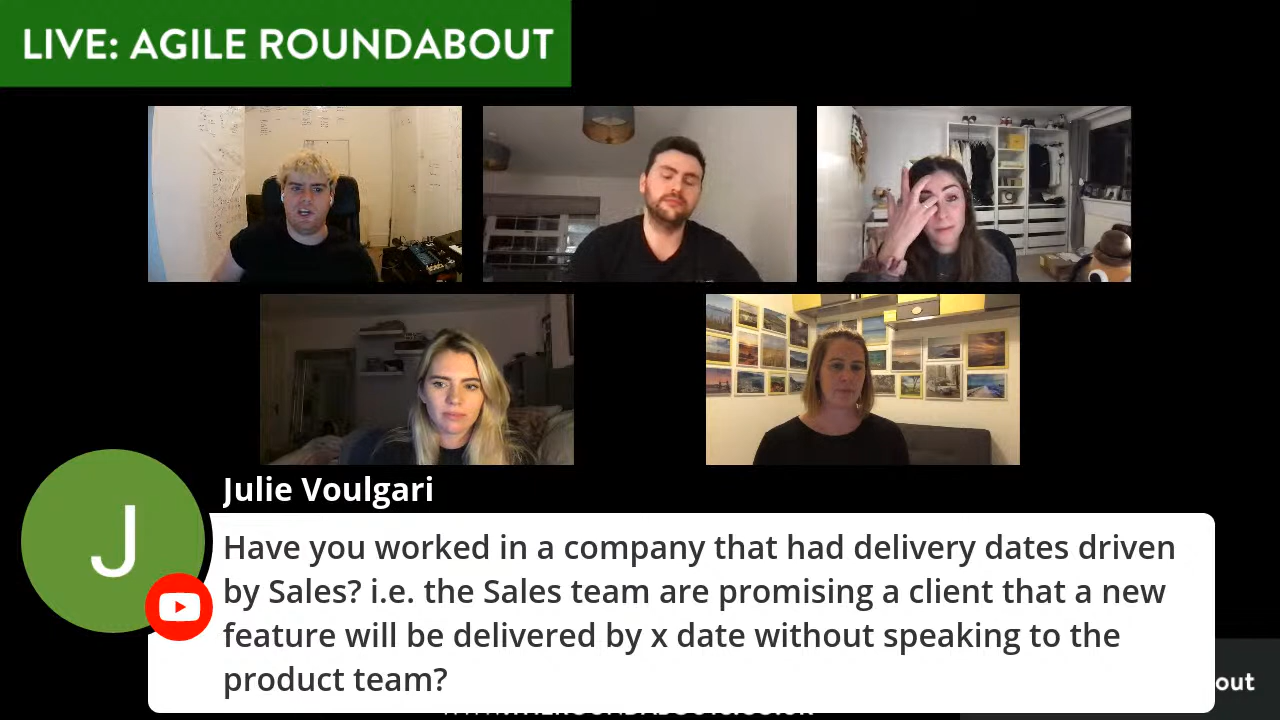 LIVE: AGILE ROUNDABOUT
Julie Voulgari
J
Have you worked in a company that had delivery dates driven
by Sales? i.e. the Sales team are promising a client that a new
feature will be delivered by x date without speaking to the
product team?
out